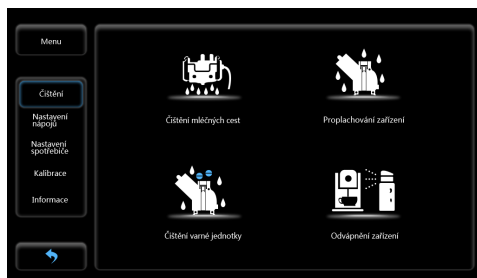 Menu
Čištění
Nastavení
nápojů
Nastavení
spotřebiče
Kalibrace
Informace
Čištění mléčných cest
Proplachování zařízení
Čištění varné jednotky
Odvápnění zařízení